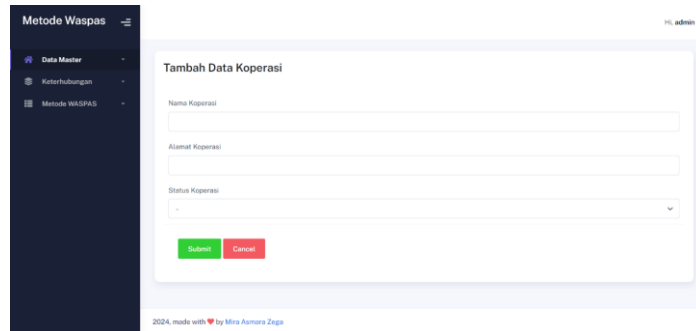 Metode Waspas
Hi, admin
Data Master
Keterhubungan
Metode WASPAS
Tambah Data Koperasi
Nama Koperasi
Alamat Koperasi
Status Koperasi
-
Submit
Cancel
2024, made with ❤ by Mira Asmara Zega